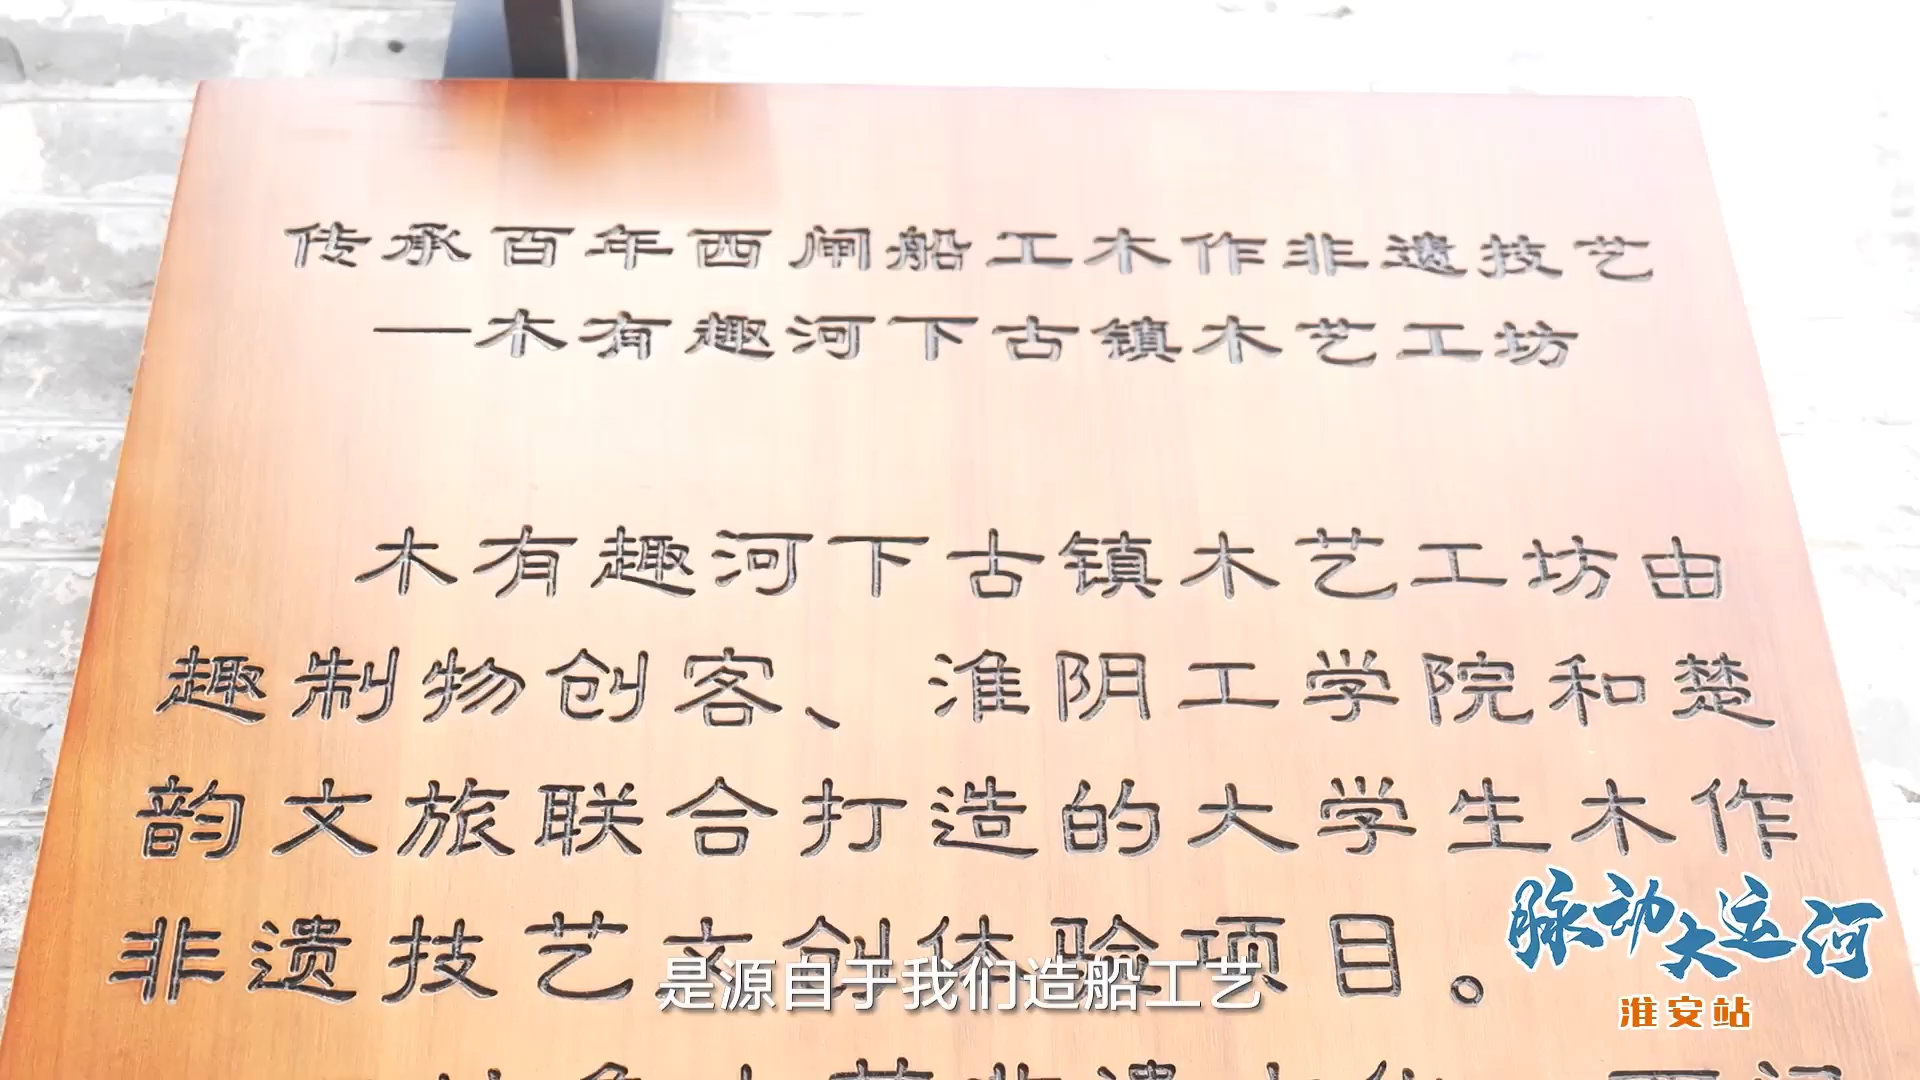 传承百年西闸船工木作非遗技艺
—木有趣河下古镇木艺工坊
木有趣河下古镇木艺工坊由
趣制物创客、淮阴工学院和楚
韵文旅联合打造的大学生木作
非遗技艺文创体验项目。
是源自于我们造船工艺
脉动大运河
淮安站